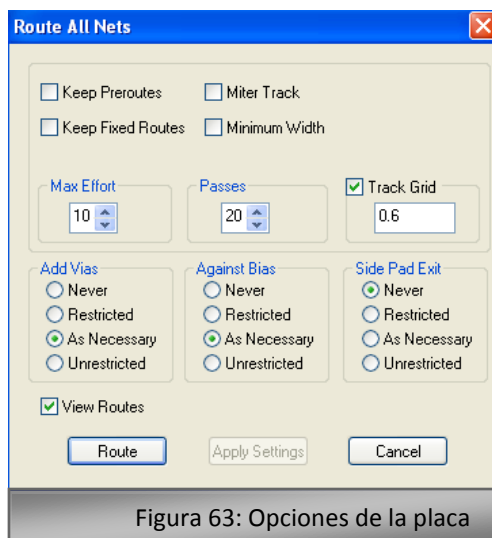 Route All Nets
Keep Preroutes
Miter Track
Keep Fixed Routes
Minimum Width
Max Effort
Passes
Track Grid
10
20
0.6
Add Vias
Against Bias
Side Pad Exit
Never
Never
Never
Restricted
Restricted
Restricted
As Necessary
As Necessary
As Necessary
Unrestricted
Unrestricted
Unrestricted
View Routes
Route
Apply Settings
Cancel
Figura 63: Opciones de la placa